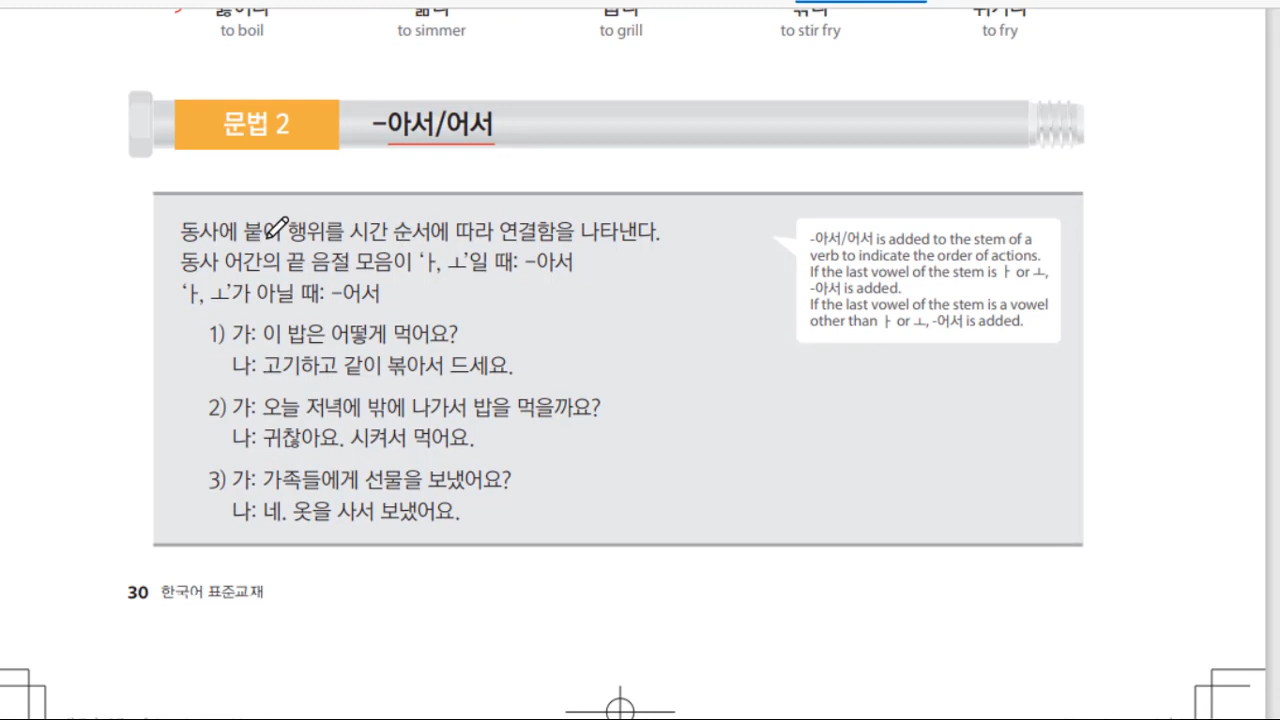 to boil to simmer to grill to stir fry to fry
문법 2 -아서/어서
동사에 행위를 시간 순서에 따라 연결함을 나타낸다.
동사 어간의 끝 음절 모음이 ‘ㅏ, ㅗ’일 때: -아서
‘ㅏ, ㅗ’가 아닐 때: -어서
-아서/어서 is added to the stem of a
verb to indicate the order of actions.
If the last vowel of the stem is ㅏ or ㅗ,
-아서 is added.
If the last vowel of the stem is a vowel
other than ㅏ or ㅗ, -어서 is added.
1) 가: 이 밥은 어떻게 먹어요?
나: 고기하고 같이 볶아서 드세요.
2) 가: 오늘 저녁에 밖에 나가서 밥을 먹을까요?
나: 귀찮아요. 시켜서 먹어요.
3) 가: 가족들에게 선물을 보냈어요?
나: 네. 옷을 사서 보냈어요.
30 한국어 표준교재